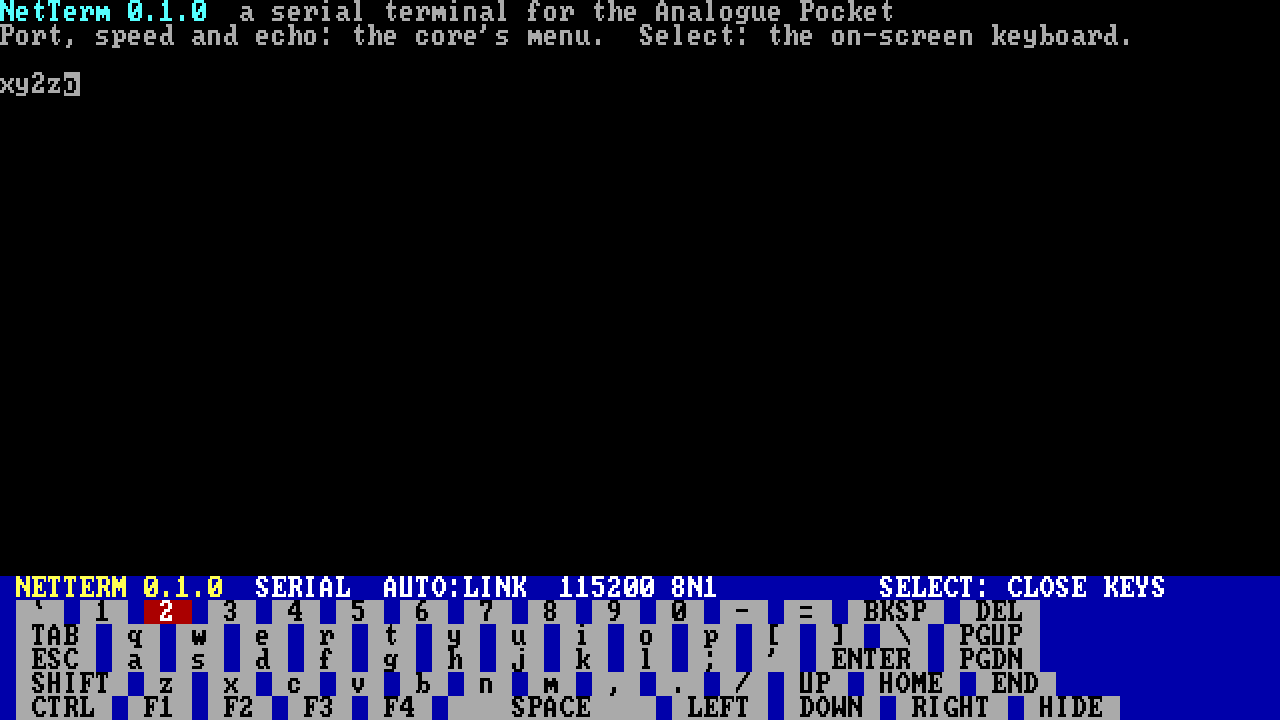 NetTerm 0.1.0  a serial terminal for the Analogue Pocket
Port, speed and echo: the core's menu.  Select: the on-screen keyboard.
xy2z
NETTERM 0.1.0  SERIAL  AUTO:LINK  115200 8N1  SELECT: CLOSE KEYS
` 1 2 3 4 5 6 7 8 9 0 - = BKSP DEL
TAB q w e r t y u i o p [ ] \ PGUP
ESC a s d f g h j k l ; ' ENTER PGDN
SHIFT z x c v b n m , . / UP HOME END
CTRL F1 F2 F3 F4 SPACE LEFT DOWN RIGHT HIDE